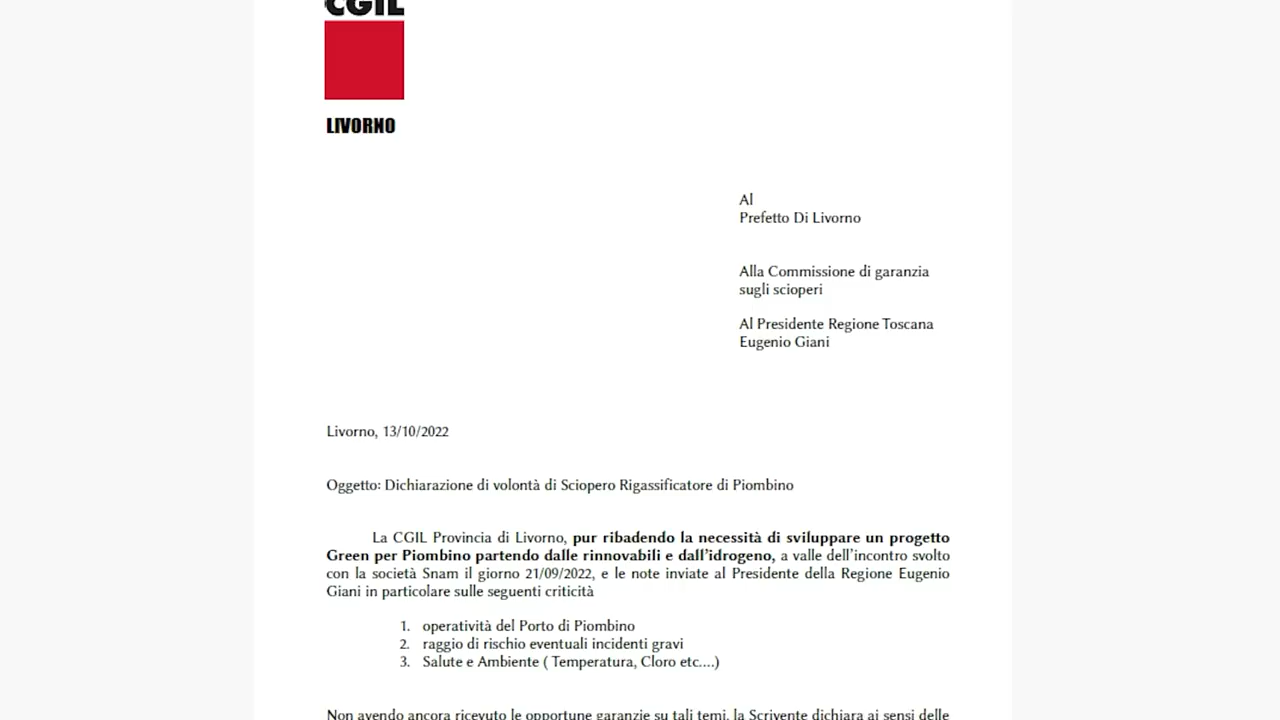 CGIL
LIVORNO
Al
Prefetto Di Livorno
Alla Commissione di garanzia
sugli scioperi
Al Presidente Regione Toscana
Eugenio Giani
Livorno, 13/10/2022
Oggetto: Dichiarazione di volontà di Sciopero Rigassificatore di Piombino
La CGIL Provincia di Livorno, pur ribadendo la necessità di sviluppare un progetto
Green per Piombino partendo dalle rinnovabili e dall'idrogeno, a valle dell'incontro svolto
con la società Snam il giorno 21/09/2022, e le note inviate al Presidente della Regione Eugenio
Giani in particolare sulle seguenti criticità
1. operatività del Porto di Piombino
2. raggio di rischio eventuali incidenti gravi
3. Salute e Ambiente ( Temperatura, Cloro etc....)
Non avendo ancora ricevuto le opportune garanzie su tali temi, la Scrivente dichiara ai sensi delle